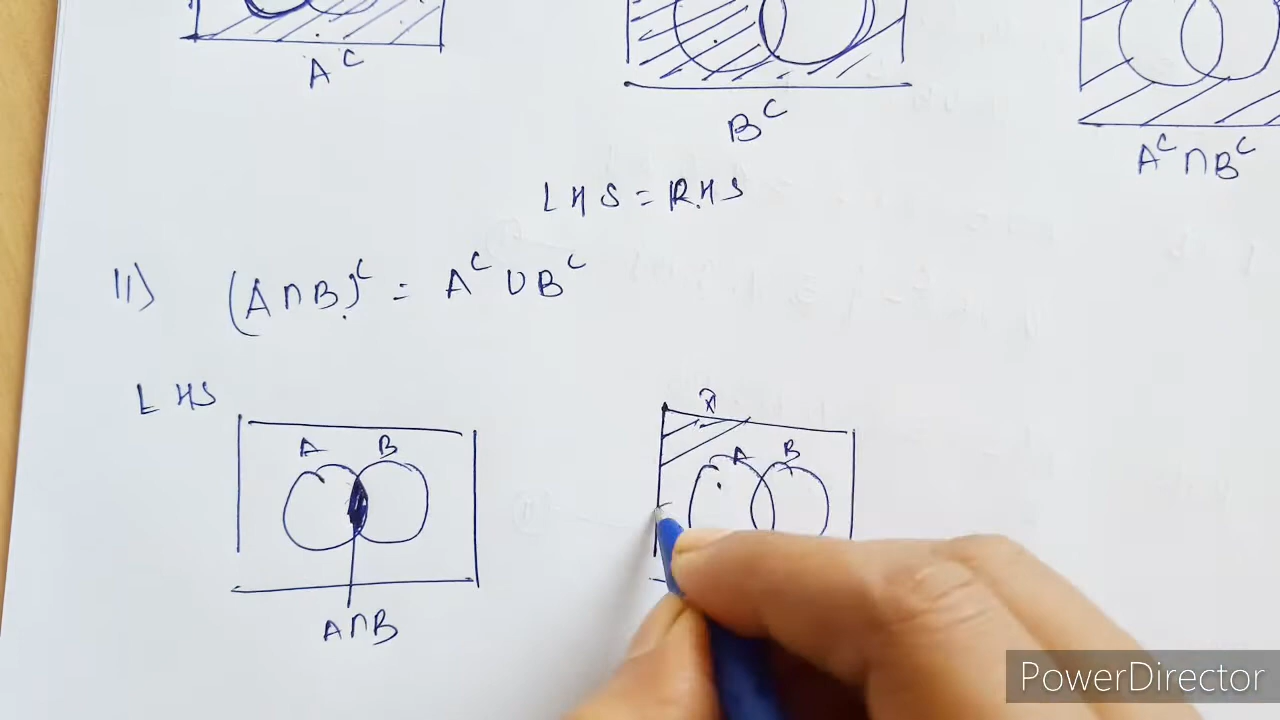 A^C
B^C
A^C ∩ B^C
LHS = RHS
II) (A∩B)^C = A^C ∪ B^C
LHS
A B
A B
A∩B
PowerDirector